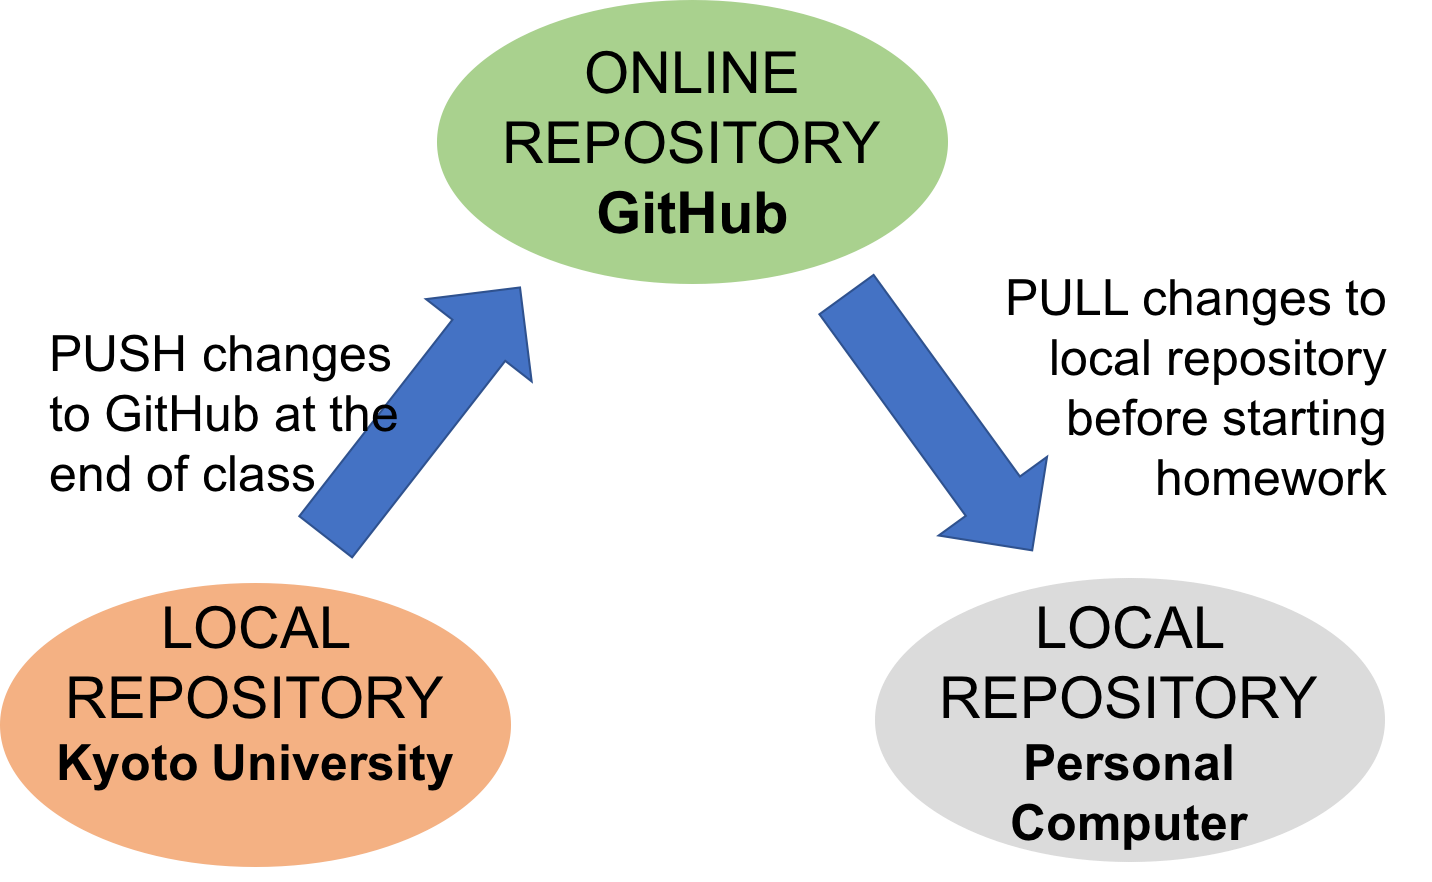 ONLINE
REPOSITORY
GitHub
PUSH changes
to GitHub at the
end of class
PULL changes to
local repository
before starting
homework
LOCAL
REPOSITORY
Kyoto University
LOCAL
REPOSITORY
Personal
Computer